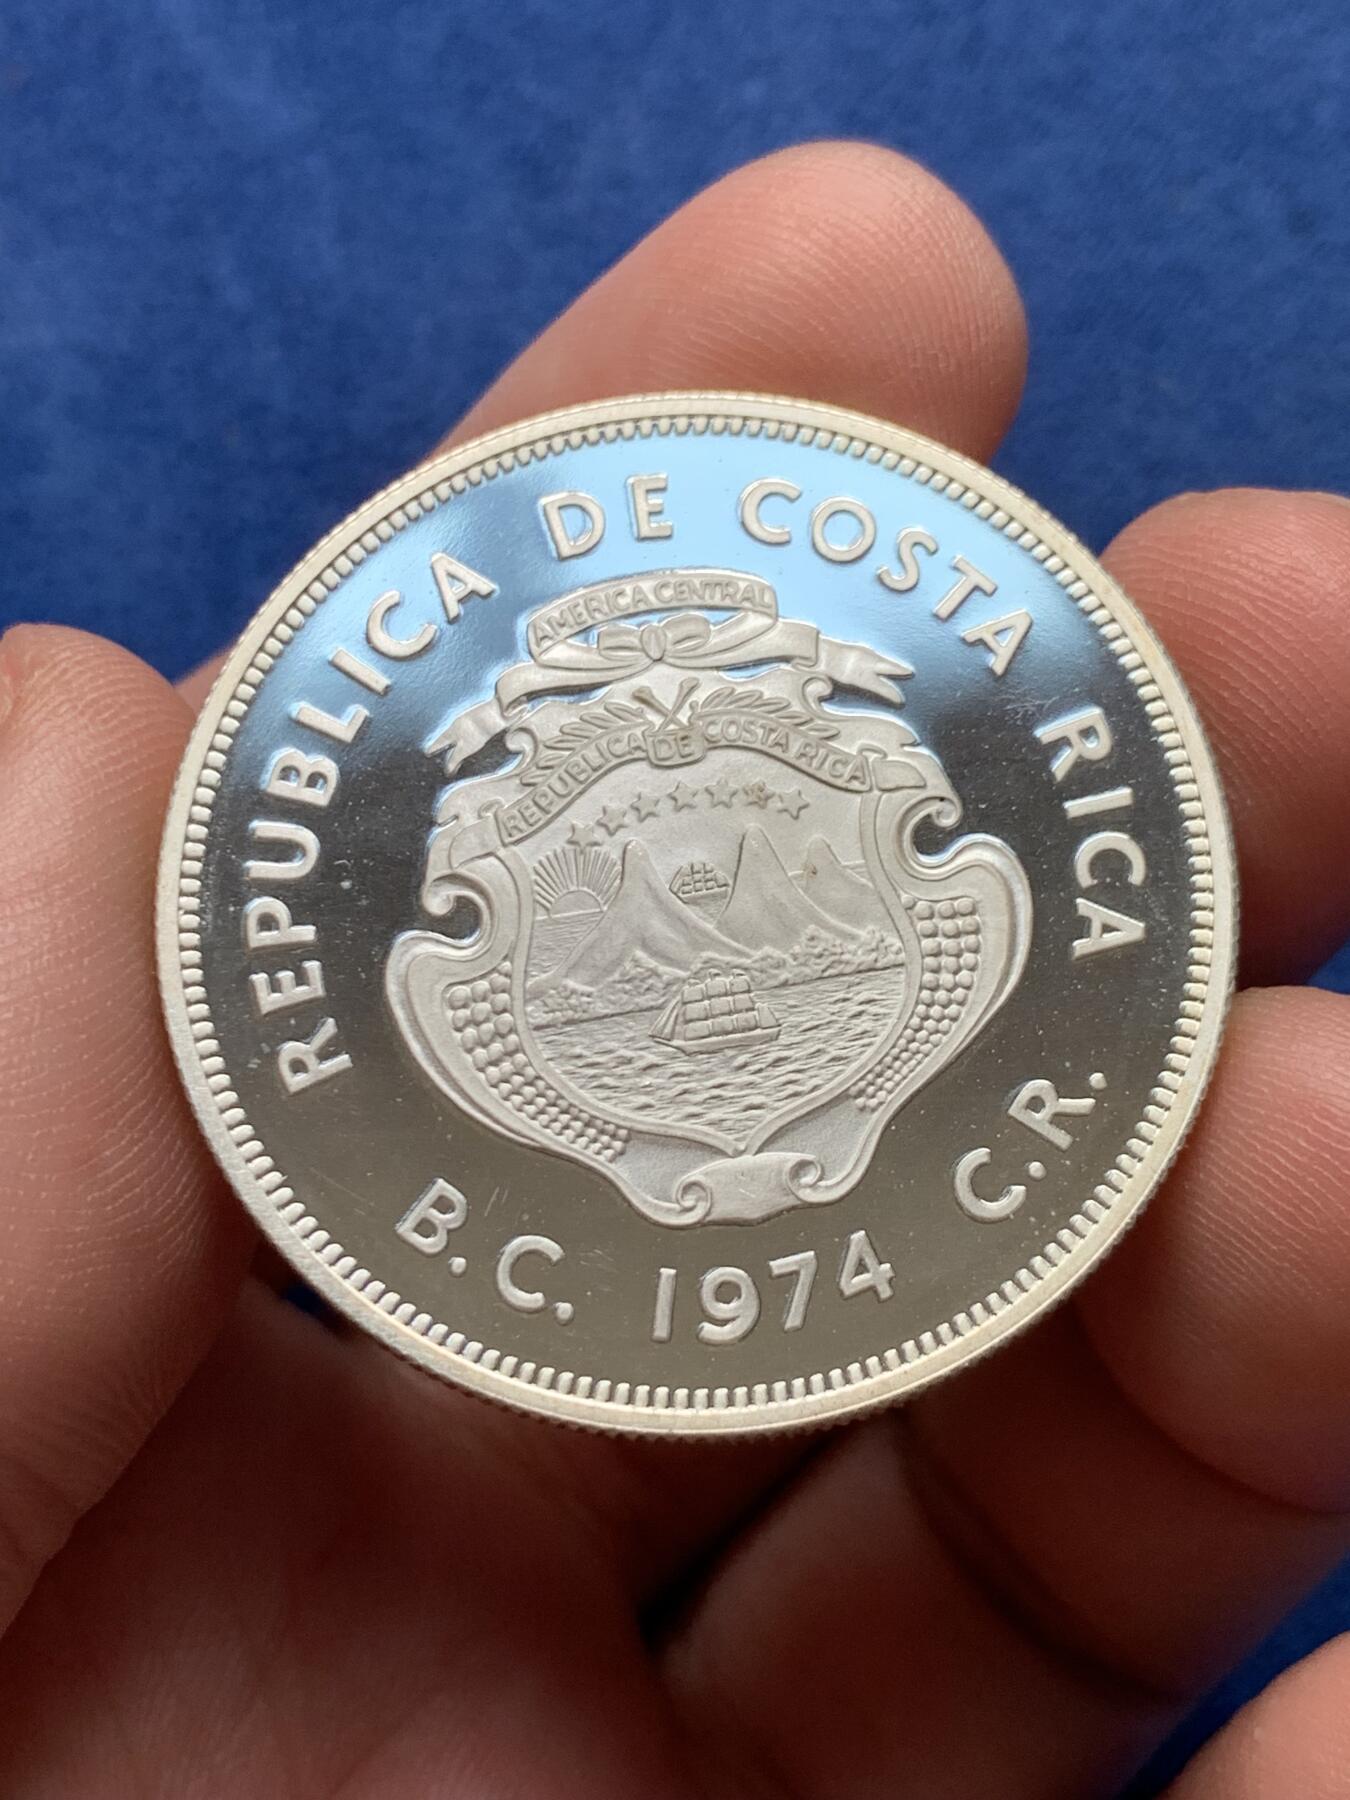 REPUBLICA DE COSTA RICA
AMERICA CENTRAL
REPUBLICA DE COSTA RICA
B.C. 1974 C.R.